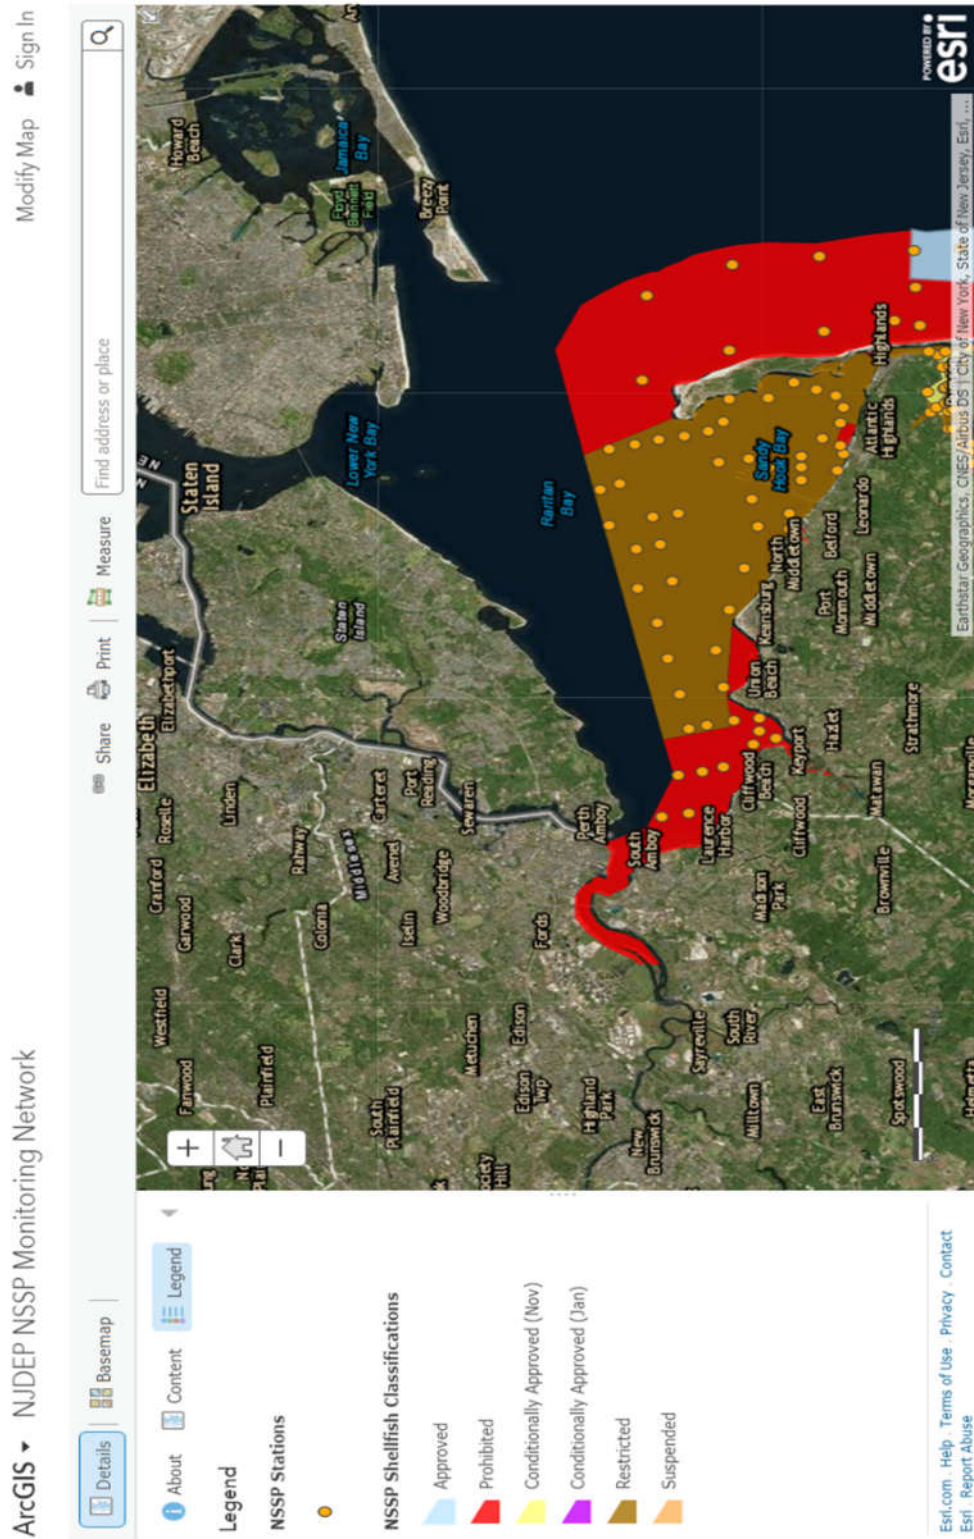 ArcGIS ▾ NJDEP NSSP Monitoring Network
Modify Map Sign In
Details Basemap
Share Print Measure
Find address or place
About Content Legend
Legend
NSSP Stations
NSSP Shellfish Classifications
Approved
Prohibited
Conditionally Approved (Nov)
Conditionally Approved (Jan)
Restricted
Suspended
Esri.com . Help . Terms of Use . Privacy . Contact
Esri . Report Abuse
+
−
Westfield
Cranford
Roselle
Elizabeth
Elizabethport
Staten
Island
NE
Howard
Beach
Fanwood
Garwood
Linden
Clark
Plainfield
Rahway
Colonia
Middlesex
Carteret
Port
Reading
Avenel
Iselin
Woodbridge
Sewaren
Staten
Island
Lower New
York Bay
Floyd
Bennett
Field
Jamaica
Bay
Breezy
Point
South
Plainfield
Metuchen
Edison
Edison
Twp
Fords
Perth
Amboy
Raritan
Bay
Highland
Park
New
Brunswick
South
Amboy
Sayreville
South
River
Laurence
Harbor
Cliffwood
Beach
Union
Beach
Keansburg
North
Middletown
Sandy
Hook Bay
Milltown
Madison
Park
Cliffwood
Keyport
Hazlet
Port
Monmouth
Belford
Leonardo
Atlantic
Highlands
Highlands
East
Brunswick
Brownville
Matawan
Middletown
Strathmore
Spotswood
POWERED BY
esri
Earthstar Geographics, CNES/Airbus DS | City of New York, State of New Jersey, Esri, ...